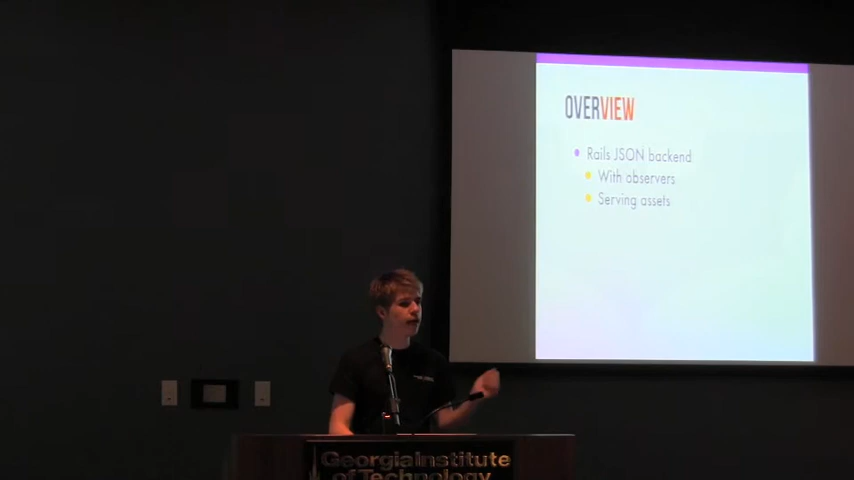 OVERVIEW
Rails JSON backend
With observers
Serving assets
Georgia Institute
of Technology